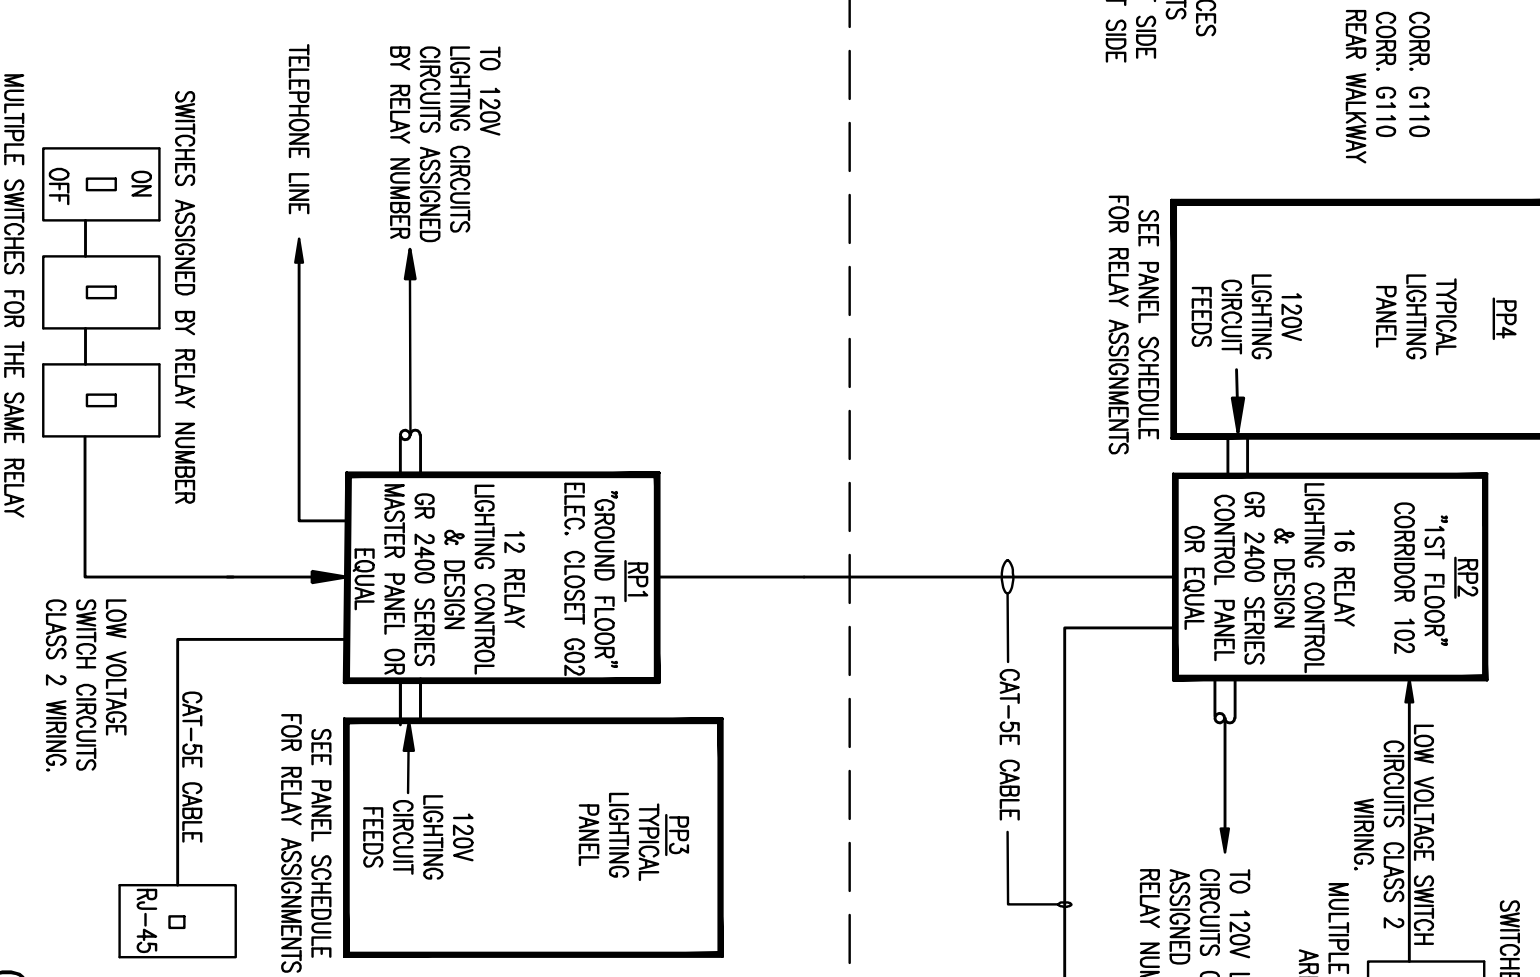 CORR. G110
CORR. G110
REAR WALKWAY
SIDE
SIDE
PP4
TYPICAL
LIGHTING
PANEL
120V
LIGHTING
CIRCUIT
FEEDS
SEE PANEL SCHEDULE
FOR RELAY ASSIGNMENTS
RP2
"1ST FLOOR"
CORRIDOR 102
16 RELAY
LIGHTING CONTROL
& DESIGN
GR 2400 SERIES
CONTROL PANEL
OR EQUAL
LOW VOLTAGE SWITCH
CIRCUITS CLASS 2
WIRING.
MULTIPLE
TO 120V
CIRCUITS
ASSIGNED
RELAY
CAT-5E CABLE
TO 120V
LIGHTING CIRCUITS
CIRCUITS ASSIGNED
BY RELAY NUMBER
TELEPHONE LINE
RP1
"GROUND FLOOR"
ELEC. CLOSET G02
12 RELAY
LIGHTING CONTROL
& DESIGN
GR 2400 SERIES
MASTER PANEL OR
EQUAL
PP3
TYPICAL
LIGHTING
PANEL
120V
LIGHTING
CIRCUIT
FEEDS
SEE PANEL SCHEDULE
FOR RELAY ASSIGNMENTS
SWITCHES ASSIGNED BY RELAY NUMBER
ON
OFF
MULTIPLE SWITCHES FOR THE SAME RELAY
LOW VOLTAGE
SWITCH CIRCUITS
CLASS 2 WIRING.
CAT-5E CABLE
RJ-45